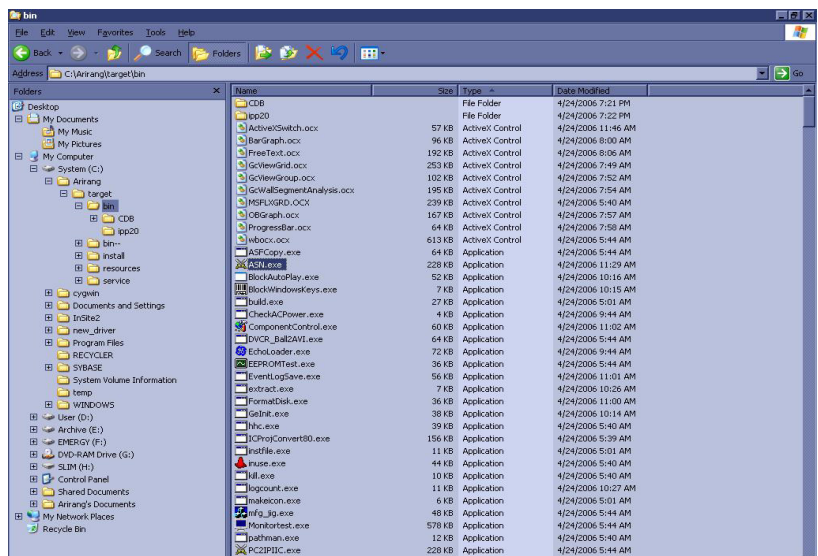 bin
File Edit View Favorites Tools Help
Back Search Folders
Address C:\Arirang\target\bin Go
Folders
Desktop
My Documents
My Music
My Pictures
My Computer
System (C:)
Arirang
target
bin
CDB
ipp20
bin--
install
resources
service
cygwin
Documents and Settings
InSite2
new_driver
Program Files
RECYCLER
SYBASE
System Volume Information
temp
WINDOWS
User (D:)
Archive (E:)
EMERGY (F:)
DVD-RAM Drive (G:)
SLIM (H:)
Control Panel
Shared Documents
Arirang's Documents
My Network Places
Recycle Bin
Name Size Type Date Modified
CDB File Folder 4/24/2006 7:21 PM
ipp20 File Folder 4/24/2006 7:22 PM
ActiveXSwitch.ocx 57 KB ActiveX Control 4/24/2006 11:46 AM
BarGraph.ocx 96 KB ActiveX Control 4/24/2006 8:00 AM
FreeText.ocx 192 KB ActiveX Control 4/24/2006 8:06 AM
GcViewGrid.ocx 253 KB ActiveX Control 4/24/2006 7:49 AM
GcViewGroup.ocx 102 KB ActiveX Control 4/24/2006 7:52 AM
GcWallSegmentAnalysis.ocx 195 KB ActiveX Control 4/24/2006 7:54 AM
MSFLXGRD.OCX 239 KB ActiveX Control 4/24/2006 5:40 AM
OBGraph.ocx 167 KB ActiveX Control 4/24/2006 7:57 AM
ProgressBar.ocx 64 KB ActiveX Control 4/24/2006 7:58 AM
wbocx.ocx 613 KB ActiveX Control 4/24/2006 5:44 AM
ASFCopy.exe 64 KB Application 4/24/2006 5:44 AM
ASN.exe 228 KB Application 4/24/2006 11:29 AM
BlockAutoPlay.exe 52 KB Application 4/24/2006 10:16 AM
BlockWindowsKeys.exe 7 KB Application 4/24/2006 10:15 AM
build.exe 27 KB Application 4/24/2006 5:01 AM
CheckACPower.exe 4 KB Application 4/24/2006 9:44 AM
ComponentControl.exe 60 KB Application 4/24/2006 11:02 AM
DVCR_Ball2AVI.exe 64 KB Application 4/24/2006 5:44 AM
EchoLoader.exe 72 KB Application 4/24/2006 9:44 AM
EEPROMTest.exe 36 KB Application 4/24/2006 5:44 AM
EventLogSave.exe 56 KB Application 4/24/2006 11:01 AM
extract.exe 7 KB Application 4/24/2006 10:26 AM
FormatDisk.exe 36 KB Application 4/24/2006 11:00 AM
GeInit.exe 38 KB Application 4/24/2006 10:14 AM
hhc.exe 39 KB Application 4/24/2006 5:40 AM
ICProjConvert80.exe 156 KB Application 4/24/2006 5:39 AM
instfile.exe 11 KB Application 4/24/2006 5:01 AM
inuse.exe 44 KB Application 4/24/2006 5:40 AM
kill.exe 10 KB Application 4/24/2006 5:40 AM
logcount.exe 11 KB Application 4/24/2006 10:27 AM
makeicon.exe 6 KB Application 4/24/2006 5:01 AM
mfg_jig.exe 48 KB Application 4/24/2006 5:44 AM
Monitortest.exe 578 KB Application 4/24/2006 5:44 AM
pathman.exe 12 KB Application 4/24/2006 5:40 AM
PC2IPIIC.exe 228 KB Application 4/24/2006 5:44 AM